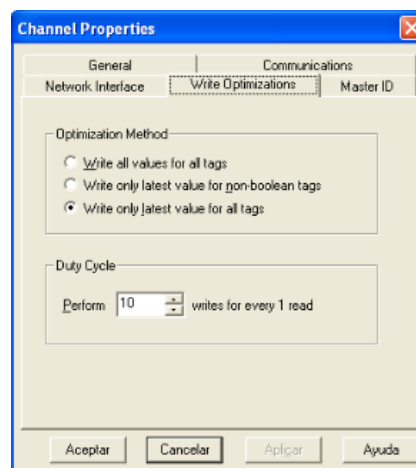 Channel Properties
General Communications
Network Interface Write Optimizations Master ID
Optimization Method
Write all values for all tags
Write only latest value for non-boolean tags
Write only latest value for all tags
Duty Cycle
Perform 10 writes for every 1 read
Aceptar Cancelar Aplicar Ayuda